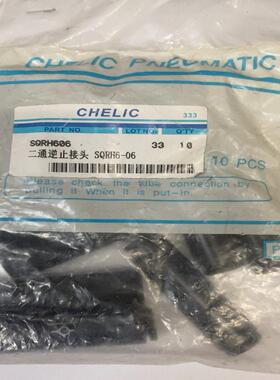 CHELIC PNEUMATIC
CHELIC
333
PART NO. LOT NO. Q'TY
SQRH606 33 10
二通逆止接头 SQRH6-06
10 PCS
Please check the tube connection by
pulling it When it is put-in.